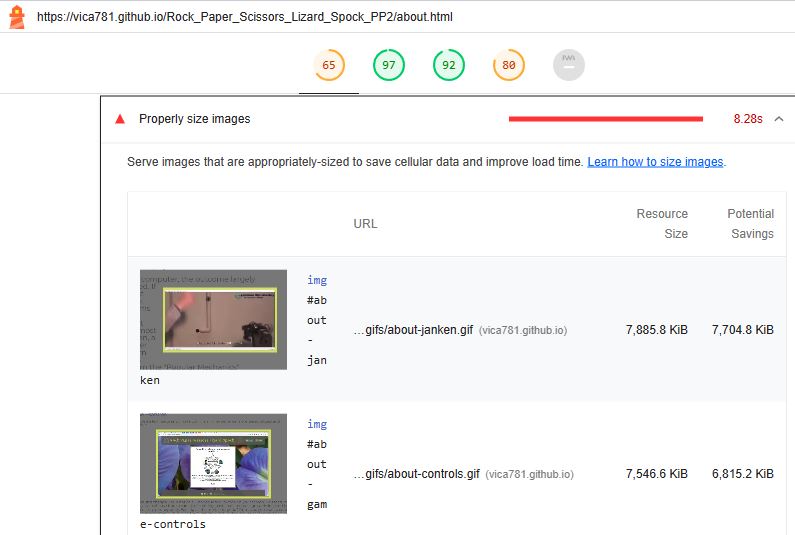 https://vica781.github.io/Rock_Paper_Scissors_Lizard_Spock_PP2/about.html
65 97 92 80
Properly size images 8.28s
Serve images that are appropriately-sized to save cellular data and improve load time. Learn how to size images.
URL Resource Size Potential Savings
computer, the outcome largely
img#about-janken
...gifs/about-janken.gif (vica781.github.io) 7,885.8 KiB 7,704.8 KiB
img#about-game-controls
...gifs/about-controls.gif (vica781.github.io) 7,546.6 KiB 6,815.2 KiB